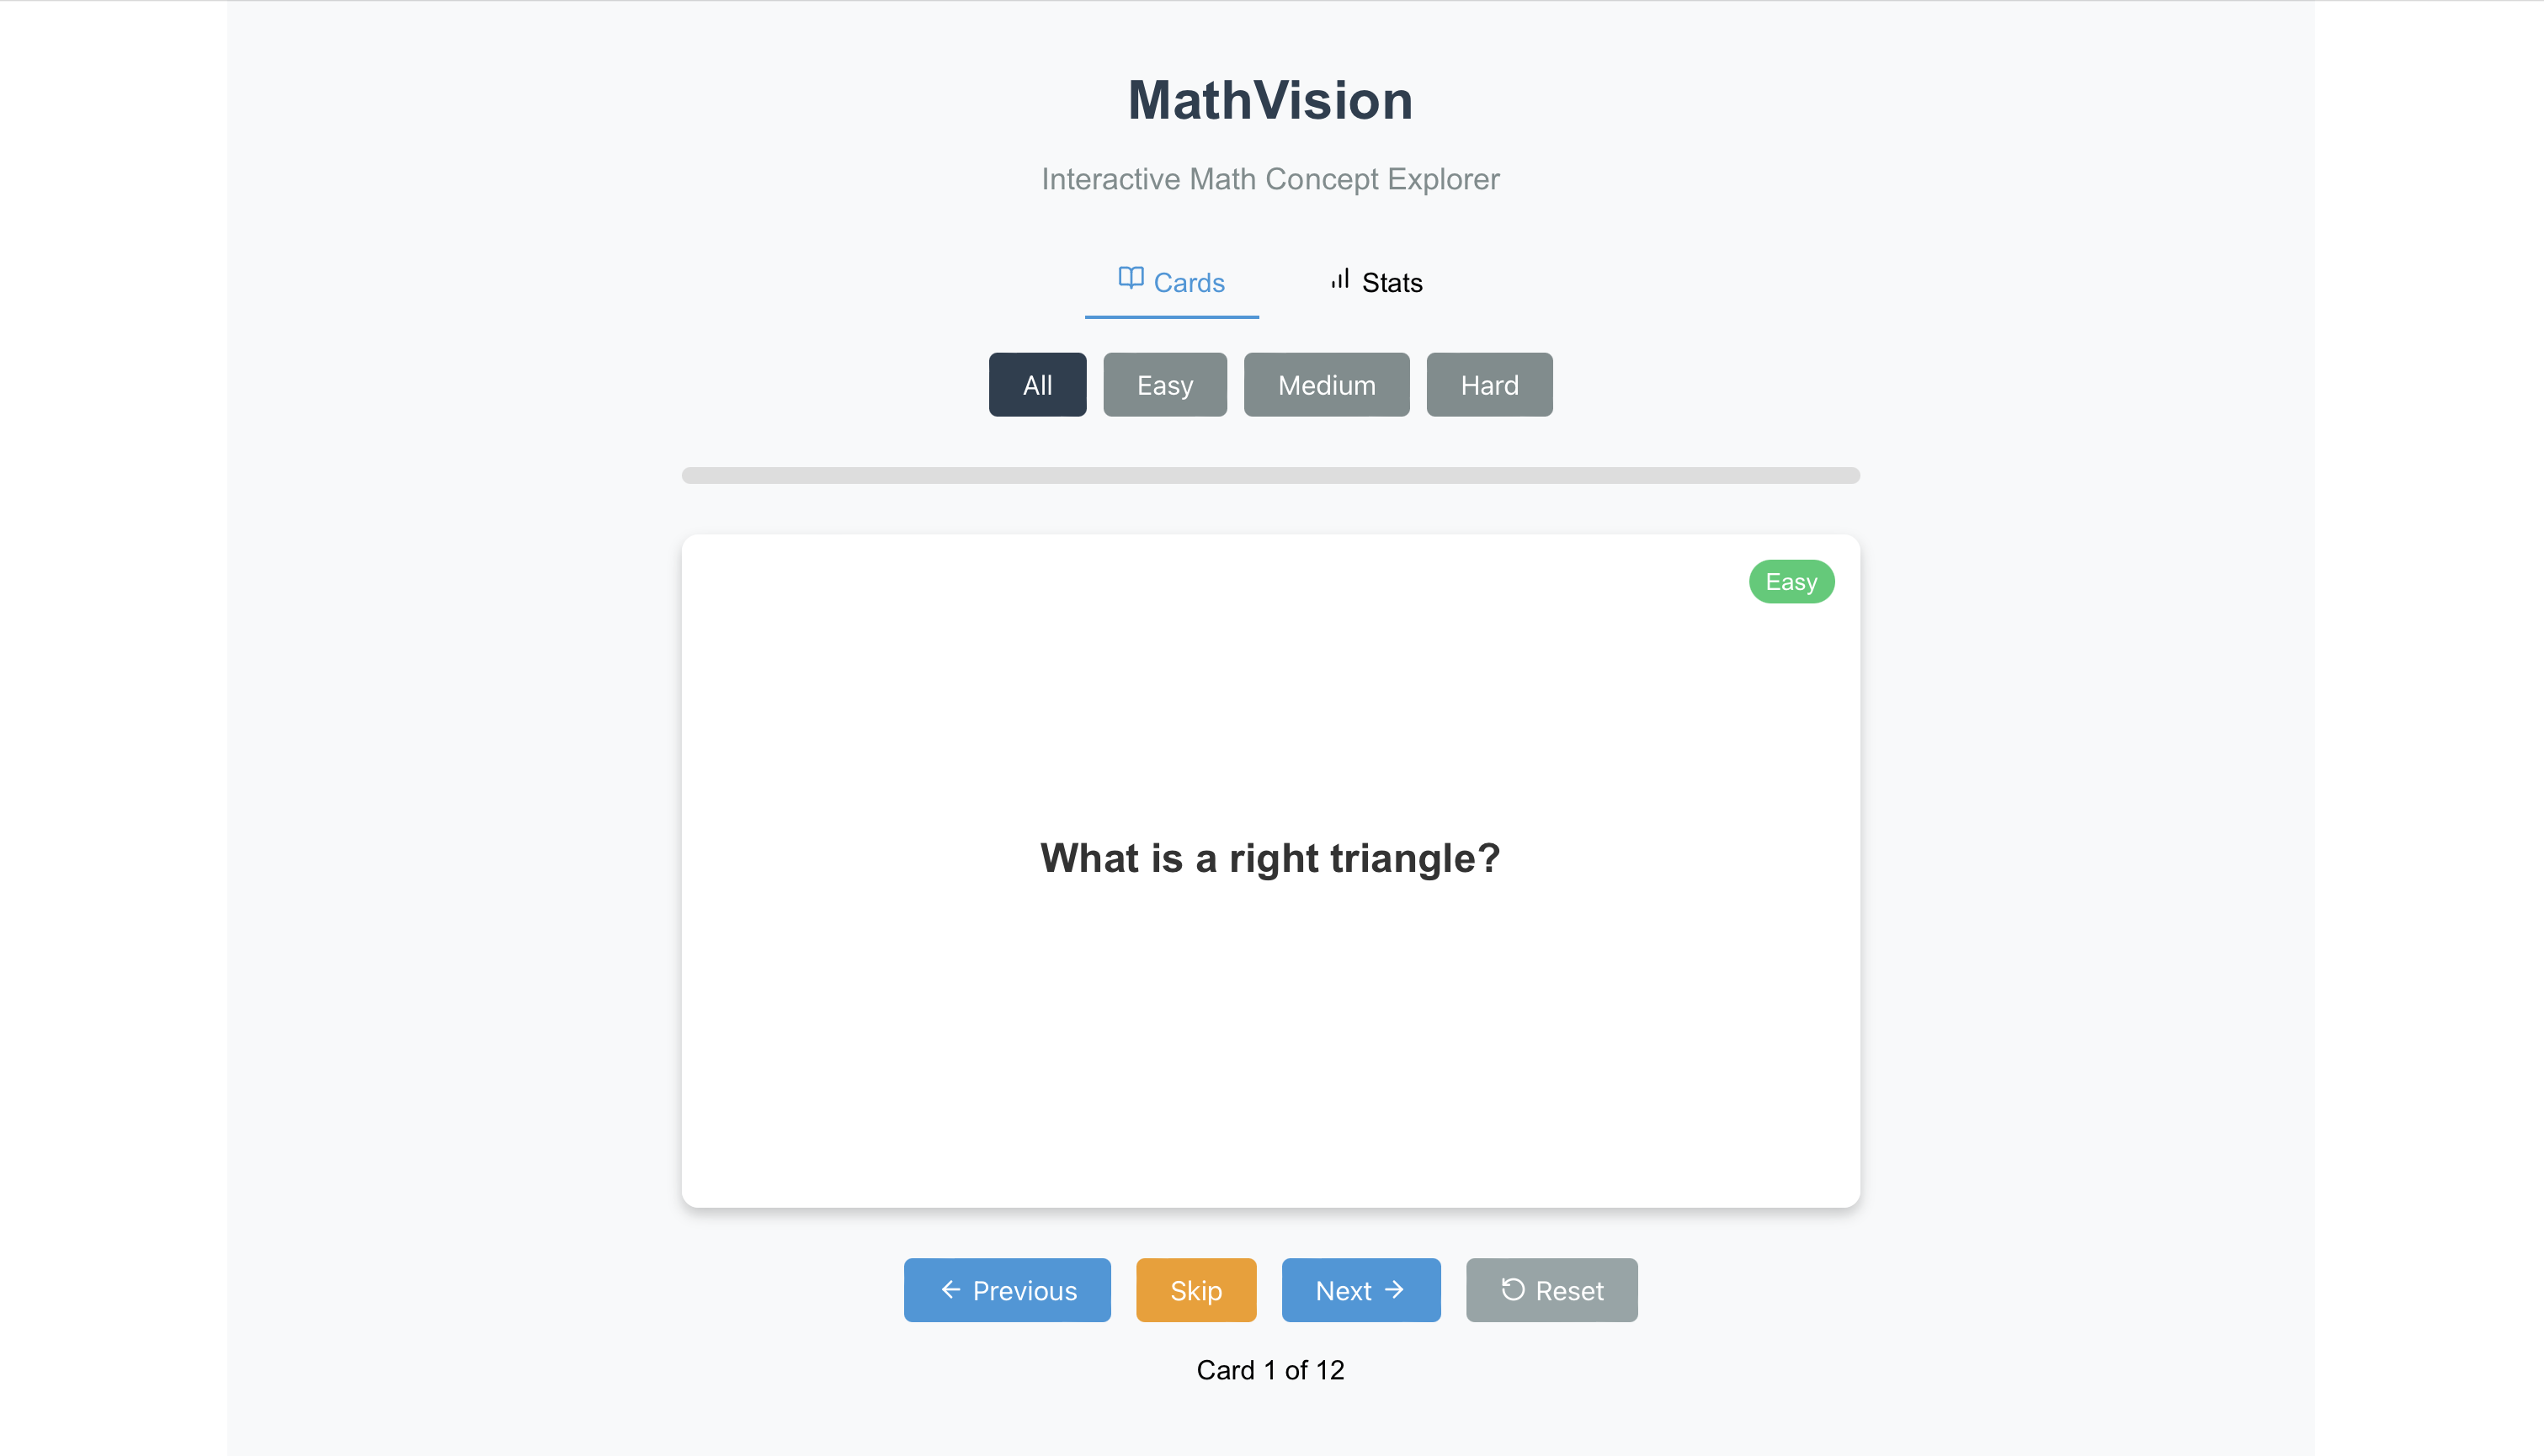 MathVision
Interactive Math Concept Explorer
Cards Stats
All Easy Medium Hard
Easy
What is a right triangle?
Previous Skip Next Reset
Card 1 of 12